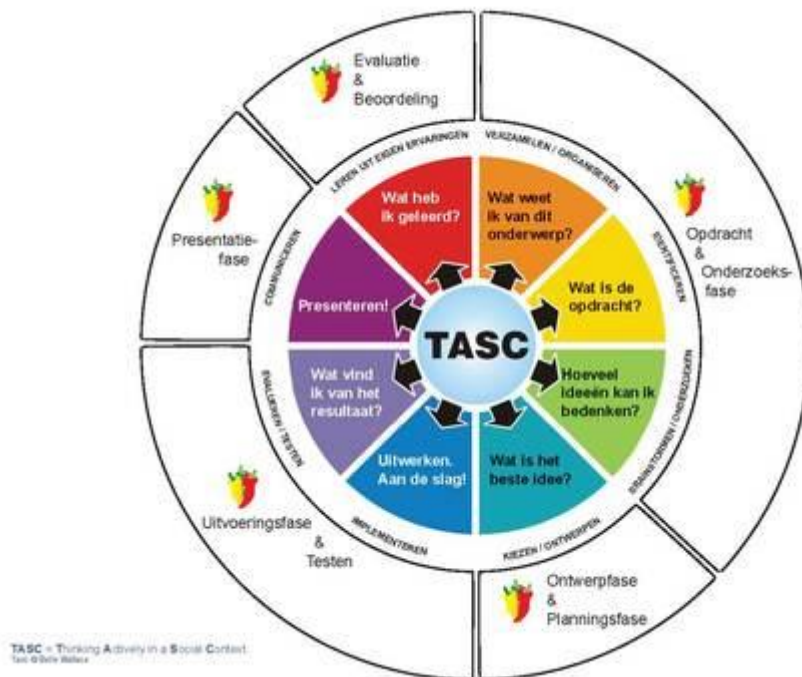 Evaluatie
&
Beoordeling
Presentatie-
fase
Opdracht
&
Onderzoeks-
fase
LEREN UIT EIGEN ERVARINGEN
VERZAMELEN / ORGANISEREN
COMMUNICEREN
IDENTIFICEREN
Wat heb
ik geleerd?
Wat weet
ik van dit
onderwerp?
Presenteren!
Wat is de
opdracht?
TASC
Wat vind
ik van het
resultaat?
Hoeveel
ideeën kan ik
bedenken?
Uitwerken.
Aan de slag!
Wat is het
beste idee?
EVALUEREN / TESTEN
BRAINSTORMEN / ONDERZOEKEN
IMPLEMENTEREN
KIEZEN / ONTWERPEN
Uitvoeringsfase
&
Testen
Ontwerpfase
&
Planningsfase
TASC = Thinking Actively in a Social Context
Tasc © Belle Wallace